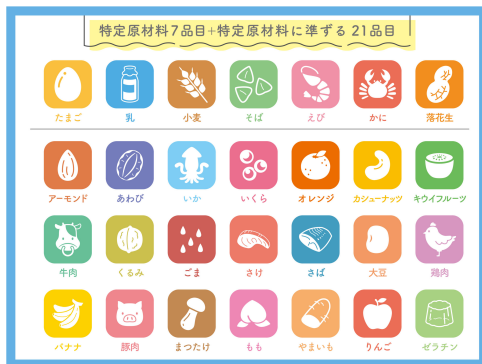 特定原材料7品目+特定原材料に準ずる 21品目
たまご 乳 小麦 そば えび かに 落花生
アーモンド あわび いか いくら オレンジ カシューナッツ キウイフルーツ
牛肉 くるみ ごま さけ さば 大豆 鶏肉
バナナ 豚肉 まつたけ もも やまいも りんご ゼラチン